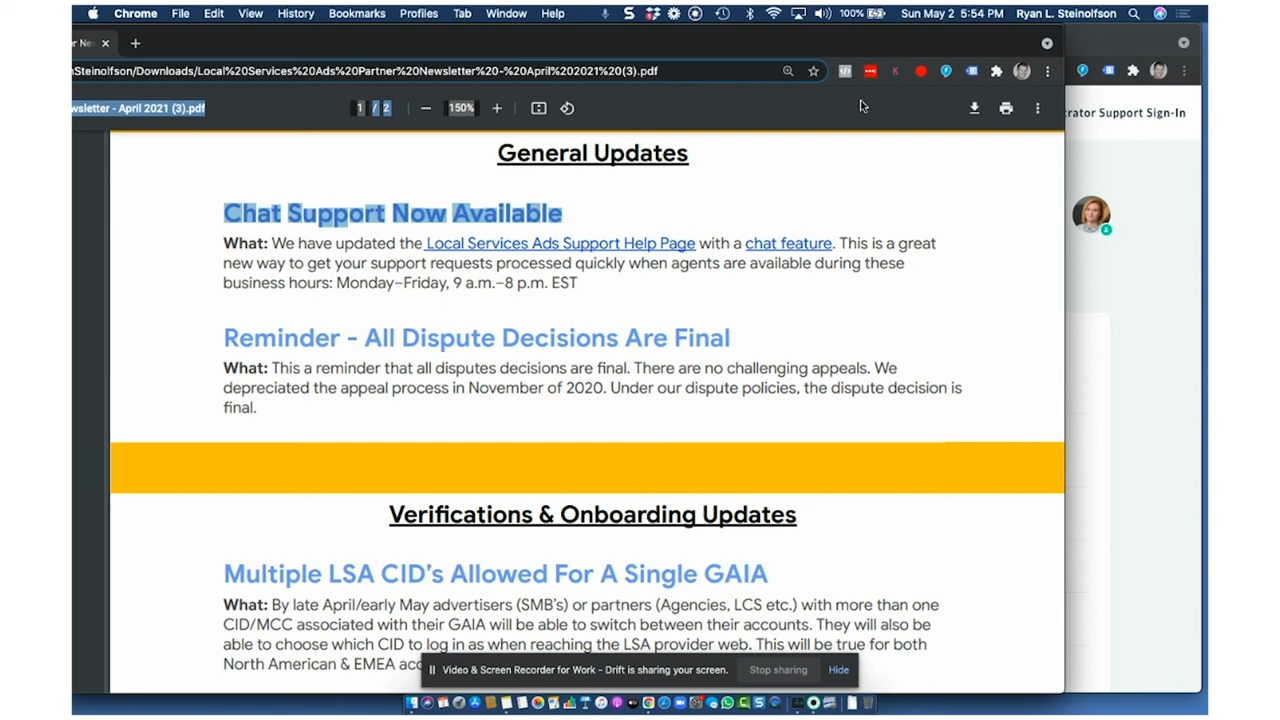 Chrome File Edit View History Bookmarks Profiles Tab Window Help 100% Sun May 2 5:54 PM Ryan L. Steinolfson
nSteinolfson/Downloads/Local%20Services%20Ads%20Partner%20Newsletter%20-%20April%202021%20(3).pdf
wsletter - April 2021 (3).pdf 1 / 2 150%
trator Support Sign-In
General Updates
Chat Support Now Available
What: We have updated the Local Services Ads Support Help Page with a chat feature. This is a great
new way to get your support requests processed quickly when agents are available during these
business hours: Monday–Friday, 9 a.m.–8 p.m. EST
Reminder - All Dispute Decisions Are Final
What: This a reminder that all disputes decisions are final. There are no challenging appeals. We
depreciated the appeal process in November of 2020. Under our dispute policies, the dispute decision is
final.
Verifications & Onboarding Updates
Multiple LSA CID's Allowed For A Single GAIA
What: By late April/early May advertisers (SMB's) or partners (Agencies, LCS etc.) with more than one
CID/MCC associated with their GAIA will be able to switch between their accounts. They will also be
able to choose which CID to log in as when reaching the LSA provider web. This will be true for both
North American & EMEA
Video & Screen Recorder for Work - Drift is sharing your screen. Stop sharing Hide